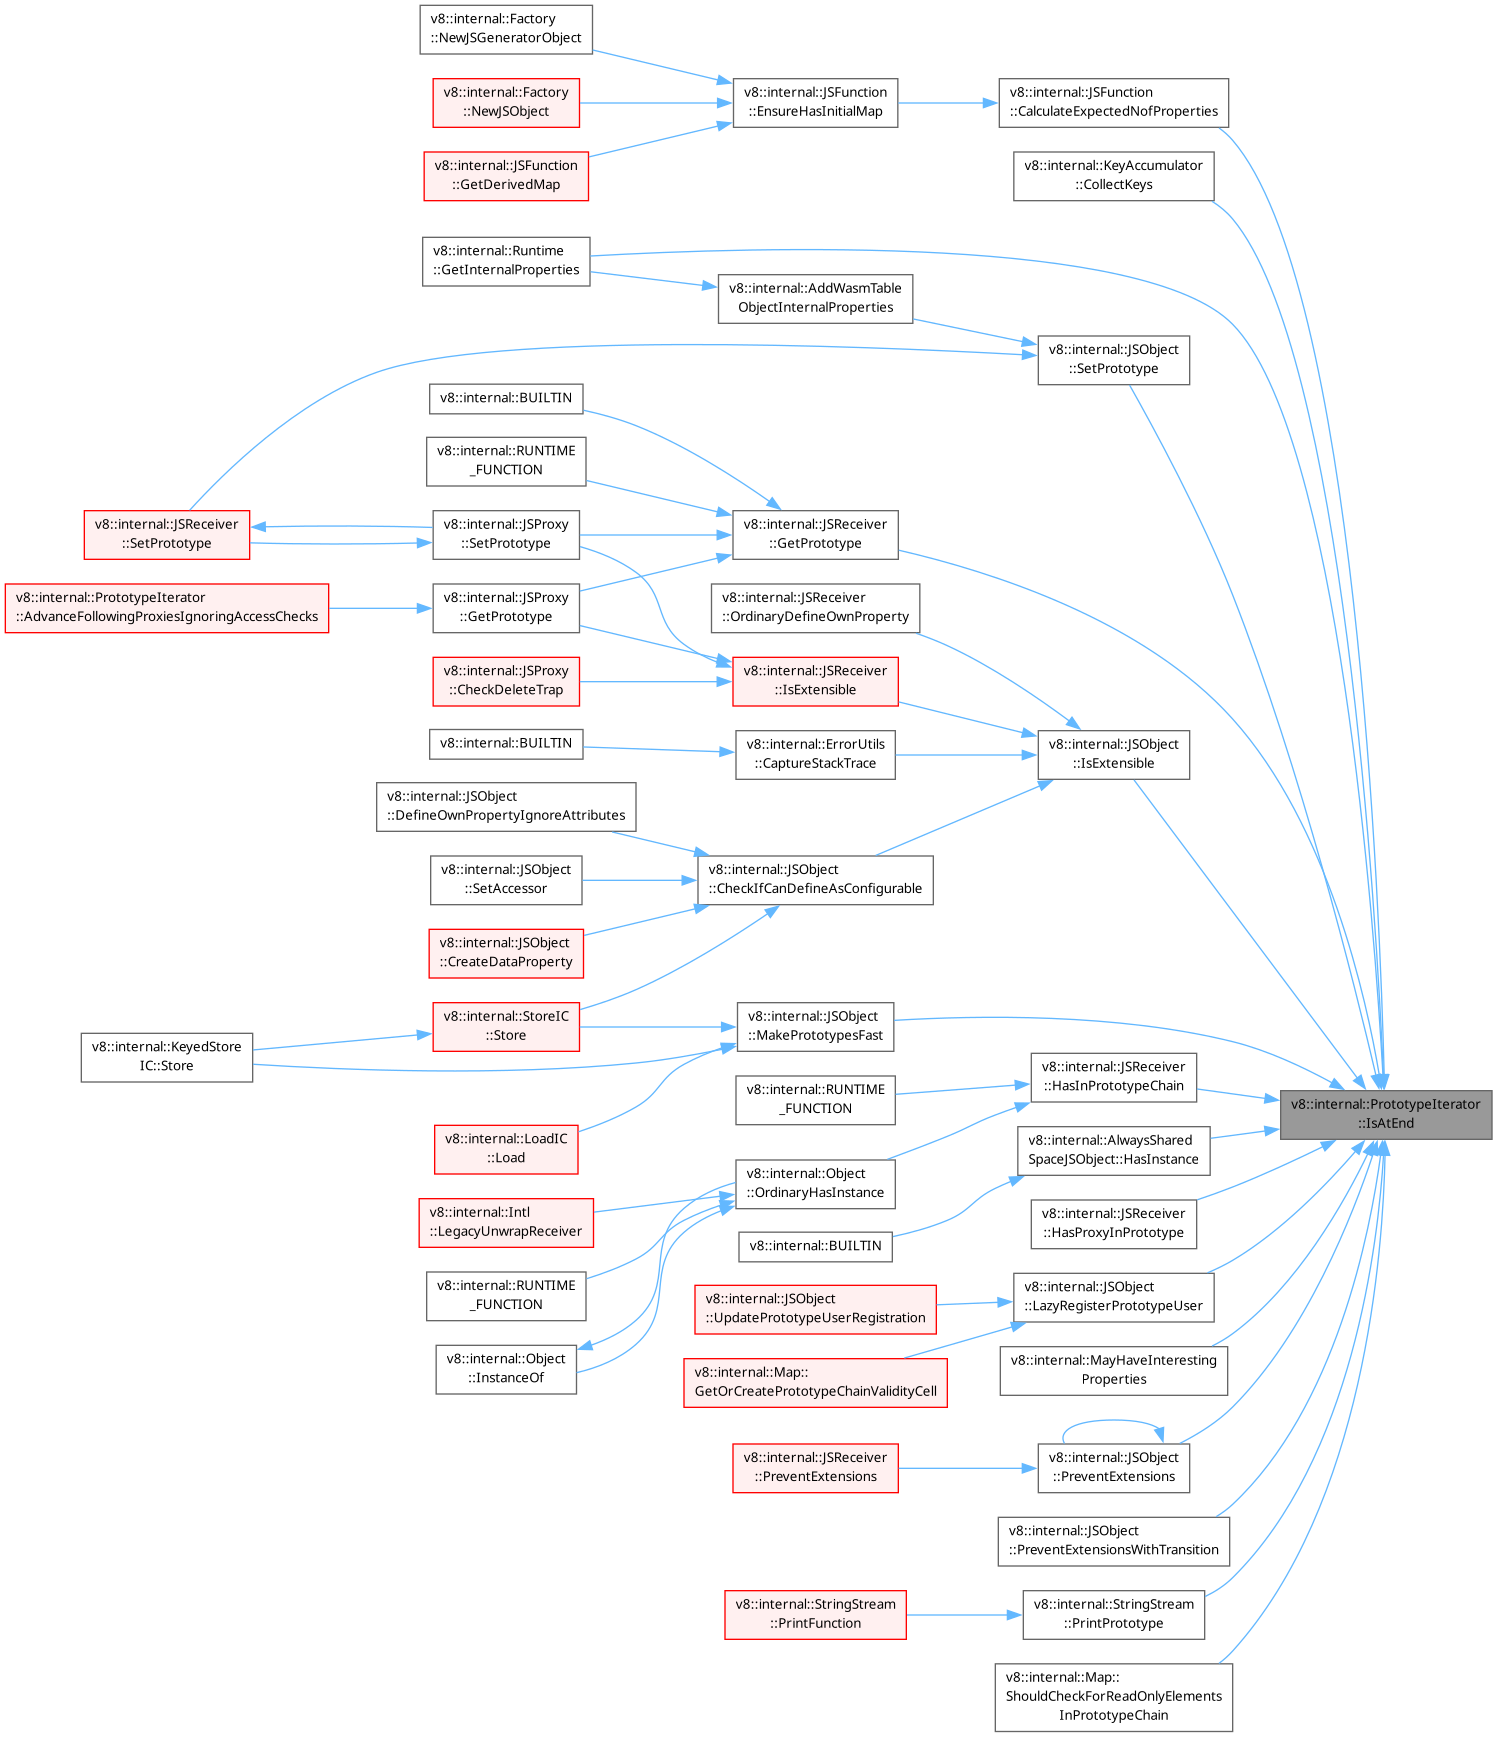 v8::internal::Factory
::NewJSGeneratorObject
v8::internal::Factory
::NewJSObject
v8::internal::JSFunction
::EnsureHasInitialMap
v8::internal::JSFunction
::CalculateExpectedNofProperties
v8::internal::JSFunction
::GetDerivedMap
v8::internal::KeyAccumulator
::CollectKeys
v8::internal::Runtime
::GetInternalProperties
v8::internal::AddWasmTable
ObjectInternalProperties
v8::internal::JSObject
::SetPrototype
v8::internal::BUILTIN
v8::internal::RUNTIME
_FUNCTION
v8::internal::JSReceiver
::SetPrototype
v8::internal::JSProxy
::SetPrototype
v8::internal::JSReceiver
::GetPrototype
v8::internal::PrototypeIterator
::AdvanceFollowingProxiesIgnoringAccessChecks
v8::internal::JSProxy
::GetPrototype
v8::internal::JSReceiver
::OrdinaryDefineOwnProperty
v8::internal::JSProxy
::CheckDeleteTrap
v8::internal::JSReceiver
::IsExtensible
v8::internal::BUILTIN
v8::internal::ErrorUtils
::CaptureStackTrace
v8::internal::JSObject
::IsExtensible
v8::internal::JSObject
::DefineOwnPropertyIgnoreAttributes
v8::internal::JSObject
::SetAccessor
v8::internal::JSObject
::CheckIfCanDefineAsConfigurable
v8::internal::JSObject
::CreateDataProperty
v8::internal::KeyedStore
IC::Store
v8::internal::StoreIC
::Store
v8::internal::JSObject
::MakePrototypesFast
v8::internal::RUNTIME
_FUNCTION
v8::internal::JSReceiver
::HasInPrototypeChain
v8::internal::PrototypeIterator
::IsAtEnd
v8::internal::LoadIC
::Load
v8::internal::AlwaysShared
SpaceJSObject::HasInstance
v8::internal::Object
::OrdinaryHasInstance
v8::internal::Intl
::LegacyUnwrapReceiver
v8::internal::BUILTIN
v8::internal::JSReceiver
::HasProxyInPrototype
v8::internal::RUNTIME
_FUNCTION
v8::internal::JSObject
::UpdatePrototypeUserRegistration
v8::internal::JSObject
::LazyRegisterPrototypeUser
v8::internal::Object
::InstanceOf
v8::internal::Map::
GetOrCreatePrototypeChainValidityCell
v8::internal::MayHaveInteresting
Properties
v8::internal::JSReceiver
::PreventExtensions
v8::internal::JSObject
::PreventExtensions
v8::internal::JSObject
::PreventExtensionsWithTransition
v8::internal::StringStream
::PrintFunction
v8::internal::StringStream
::PrintPrototype
v8::internal::Map::
ShouldCheckForReadOnlyElements
InPrototypeChain